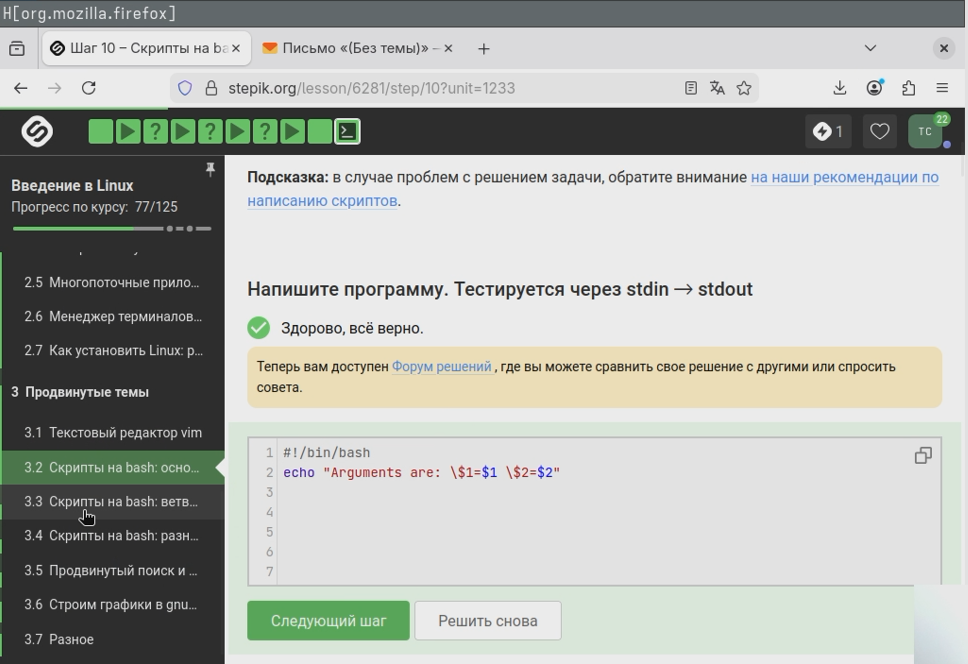 H[org.mozilla.firefox]
Шаг 10 – Скрипты на ba
Письмо «(Без темы)» –
stepik.org/lesson/6281/step/10?unit=1233
1
TC
22
Введение в Linux
Прогресс по курсу: 77/125
2.5 Многопоточные прило...
2.6 Менеджер терминалов...
2.7 Как установить Linux: р...
3 Продвинутые темы
3.1 Текстовый редактор vim
3.2 Скрипты на bash: осно...
3.3 Скрипты на bash: ветв...
3.4 Скрипты на bash: разн...
3.5 Продвинутый поиск и ...
3.6 Строим графики в gnu...
3.7 Разное
Подсказка: в случае проблем с решением задачи, обратите внимание на наши рекомендации по
написанию скриптов.
Напишите программу. Тестируется через stdin → stdout
Здорово, всё верно.
Теперь вам доступен Форум решений , где вы можете сравнить свое решение с другими или спросить
совета.
1 #!/bin/bash
2 echo "Arguments are: \$1=$1 \$2=$2"
3
4
5
6
7
Следующий шаг
Решить снова